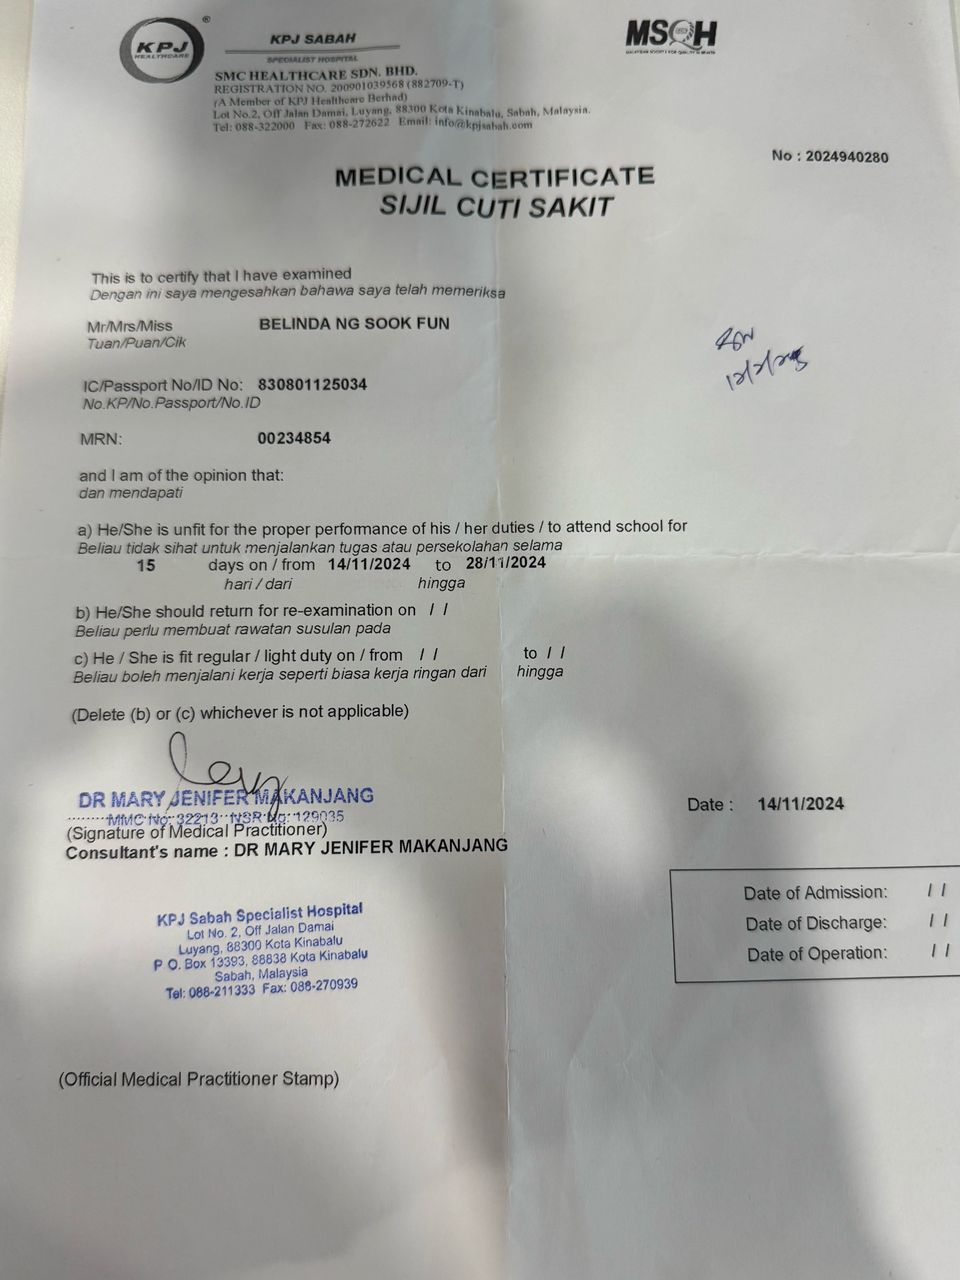 KPJ
HEALTHCARE
®
KPJ SABAH
SPECIALIST HOSPITAL
MSQH
MALAYSIAN SOCIETY FOR QUALITY IN HEALTH
SMC HEALTHCARE SDN. BHD.
REGISTRATION NO. 200901039568 (882709-T)
(A Member of KPJ Healthcare Berhad)
Lot No.2, Off Jalan Damai, Luyang, 88300 Kota Kinabalu, Sabah, Malaysia.
Tel: 088-322000 Fax: 088-272622 Email: info@kpjsabah.com
No : 2024940280
MEDICAL CERTIFICATE
SIJIL CUTI SAKIT
This is to certify that I have examined
Dengan ini saya mengesahkan bahawa saya telah memeriksa
Mr/Mrs/Miss BELINDA NG SOOK FUN
Tuan/Puan/Cik
IC/Passport No/ID No: 830801125034
No.KP/No.Passport/No.ID
MRN: 00234854
and I am of the opinion that:
dan mendapati
a) He/She is unfit for the proper performance of his / her duties / to attend school for
Beliau tidak sihat untuk menjalankan tugas atau persekolahan selama
15 days on / from 14/11/2024 to 28/11/2024
hari / dari hingga
b) He/She should return for re-examination on / /
Beliau perlu membuat rawatan susulan pada
c) He / She is fit regular / light duty on / from / / to / /
Beliau boleh menjalani kerja seperti biasa kerja ringan dari hingga
(Delete (b) or (c) whichever is not applicable)
DR MARY JENIFER MAKANJANG
MMC No: 32213 NSR No: 129035
(Signature of Medical Practitioner)
Consultant's name : DR MARY JENIFER MAKANJANG
Date : 14/11/2024
Date of Admission: / /
Date of Discharge: / /
Date of Operation: / /
KPJ Sabah Specialist Hospital
Lot No. 2, Off Jalan Damai
Luyang, 88300 Kota Kinabalu
P O. Box 13393, 88838 Kota Kinabalu
Sabah, Malaysia
Tel: 088-211333 Fax: 088-270939
(Official Medical Practitioner Stamp)